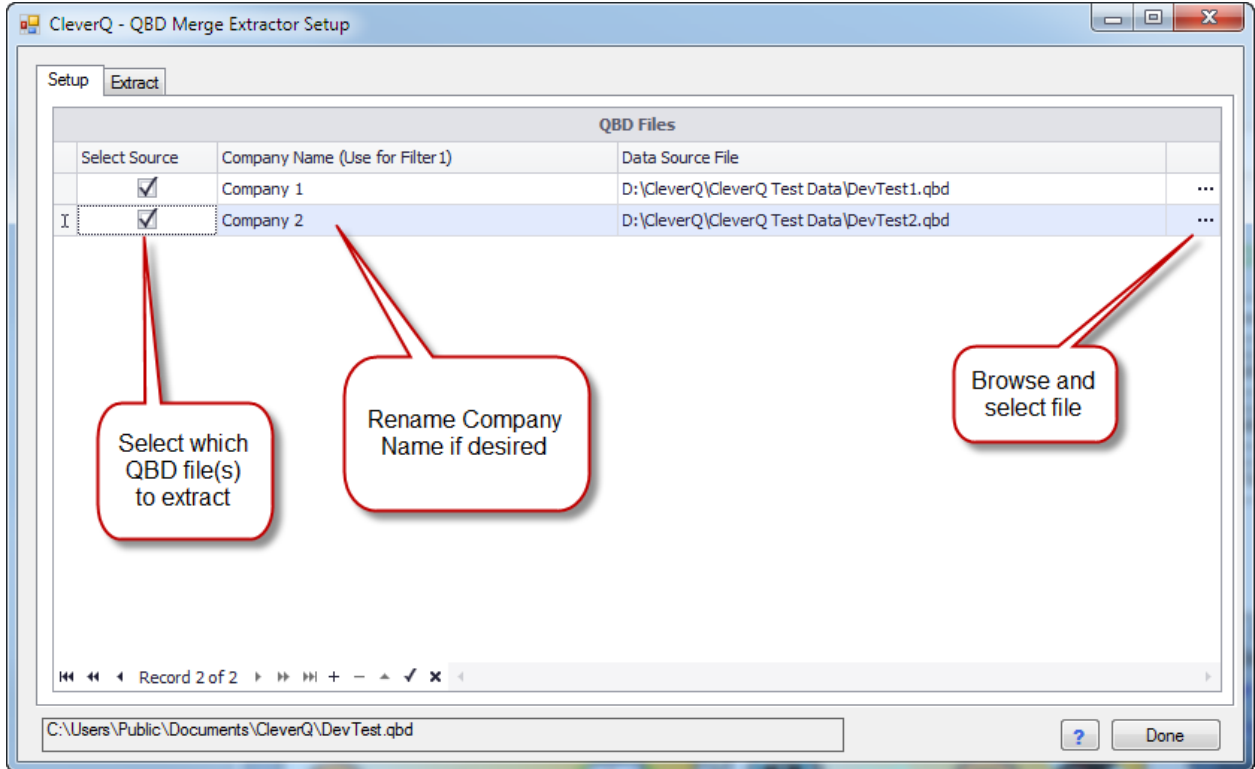 CleverQ - QBD Merge Extractor Setup
Setup Extract
QBD Files
Select Source Company Name (Use for Filter1) Data Source File
Company 1 D:\CleverQ\CleverQ Test Data\DevTest1.qbd ...
Company 2 D:\CleverQ\CleverQ Test Data\DevTest2.qbd ...
Select which
QBD file(s)
to extract
Rename Company
Name if desired
Browse and
select file
Record 2 of 2
C:\Users\Public\Documents\CleverQ\DevTest.qbd
? Done